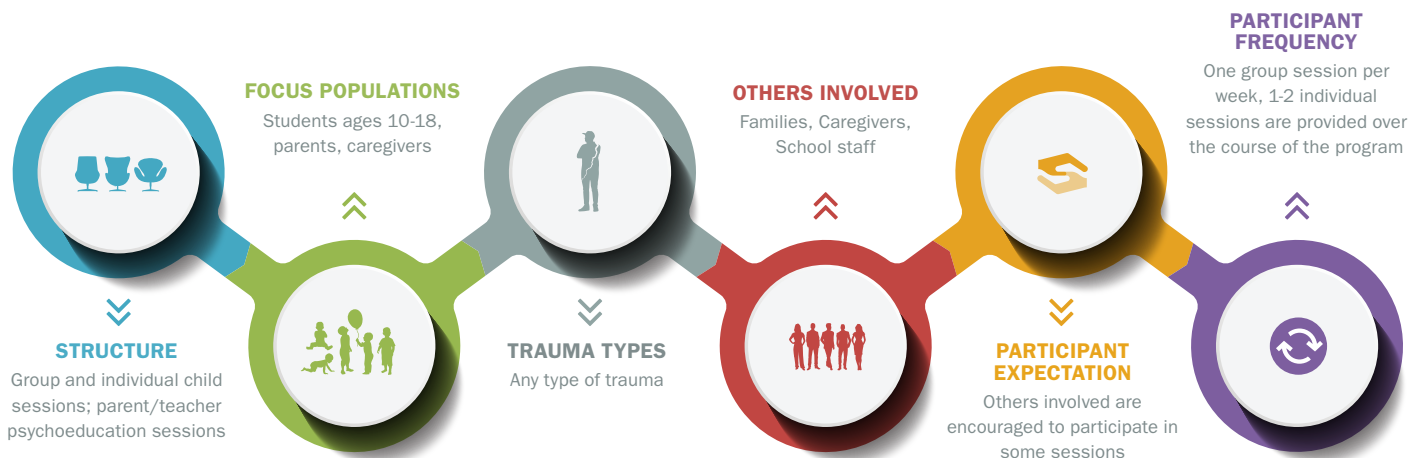 STRUCTURE
Group and individual child
sessions; parent/teacher
psychoeducation sessions
FOCUS POPULATIONS
Students ages 10-18,
parents, caregivers
TRAUMA TYPES
Any type of trauma
OTHERS INVOLVED
Families, Caregivers,
School staff
PARTICIPANT
EXPECTATION
Others involved are
encouraged to participate in
some sessions
PARTICIPANT
FREQUENCY
One group session per
week, 1-2 individual
sessions are provided over
the course of the program